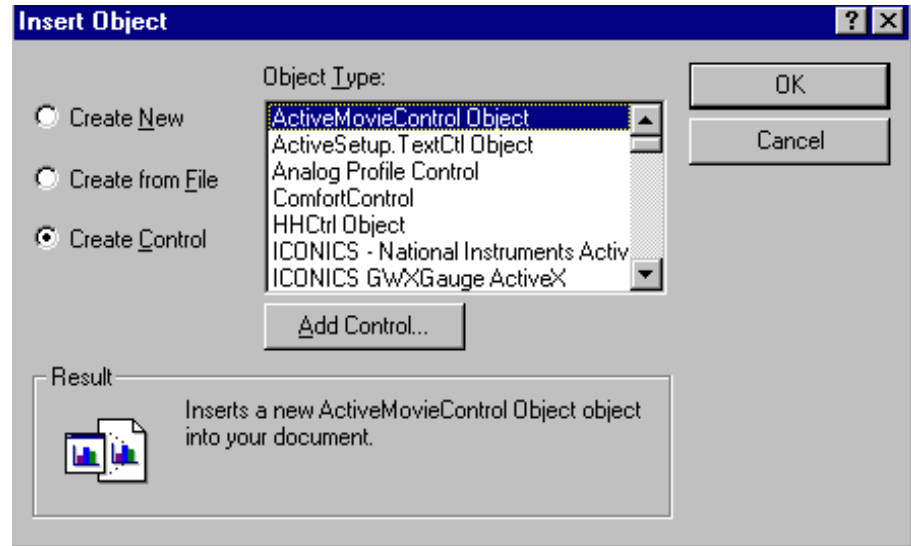 Insert Object
Object Type:
Create New
Create from File
Create Control
ActiveMovieControl Object
ActiveSetup.TextCtl Object
Analog Profile Control
ComfortControl
HHCtrl Object
ICONICS - National Instruments Activ
ICONICS GWXGauge ActiveX
OK
Cancel
Add Control...
Result
Inserts a new ActiveMovieControl Object object
into your document.